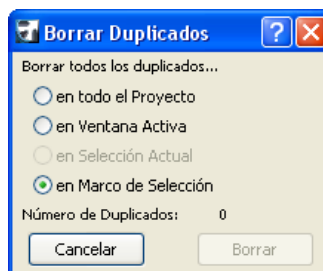 Borrar Duplicados
Borrar todos los duplicados...
en todo el Proyecto
en Ventana Activa
en Selección Actual
en Marco de Selección
Número de Duplicados: 0
Cancelar Borrar